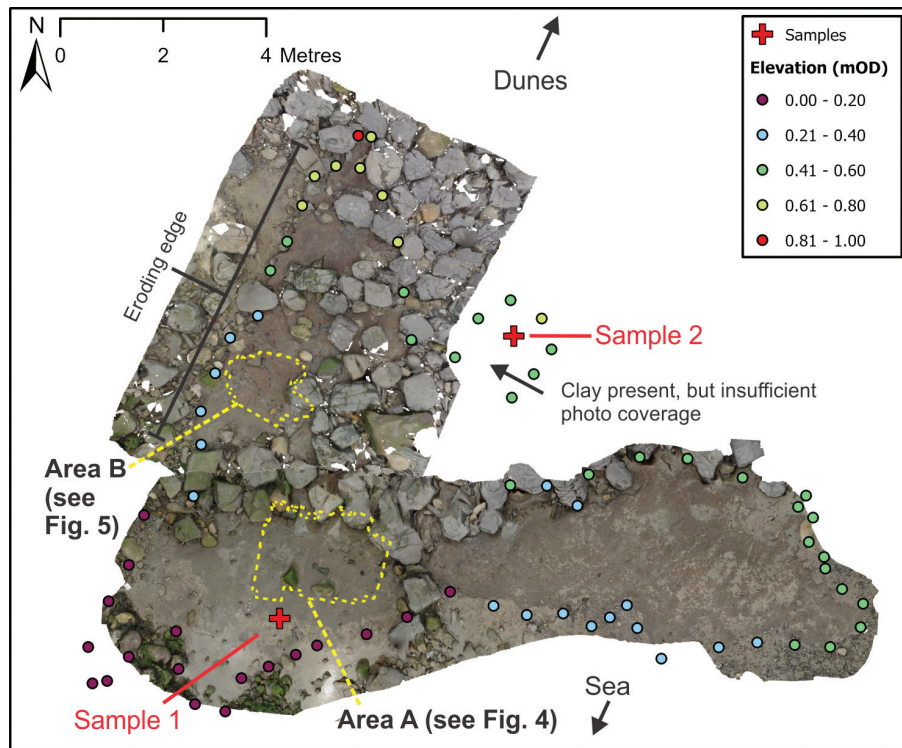 N
0 2 4 Metres
Dunes
Samples
Elevation (mOD)
0.00 - 0.20
0.21 - 0.40
0.41 - 0.60
0.61 - 0.80
0.81 - 1.00
Eroding edge
Sample 2
Clay present, but insufficient
photo coverage
Area B
(see
Fig. 5)
Sea
Sample 1
Area A (see Fig. 4)